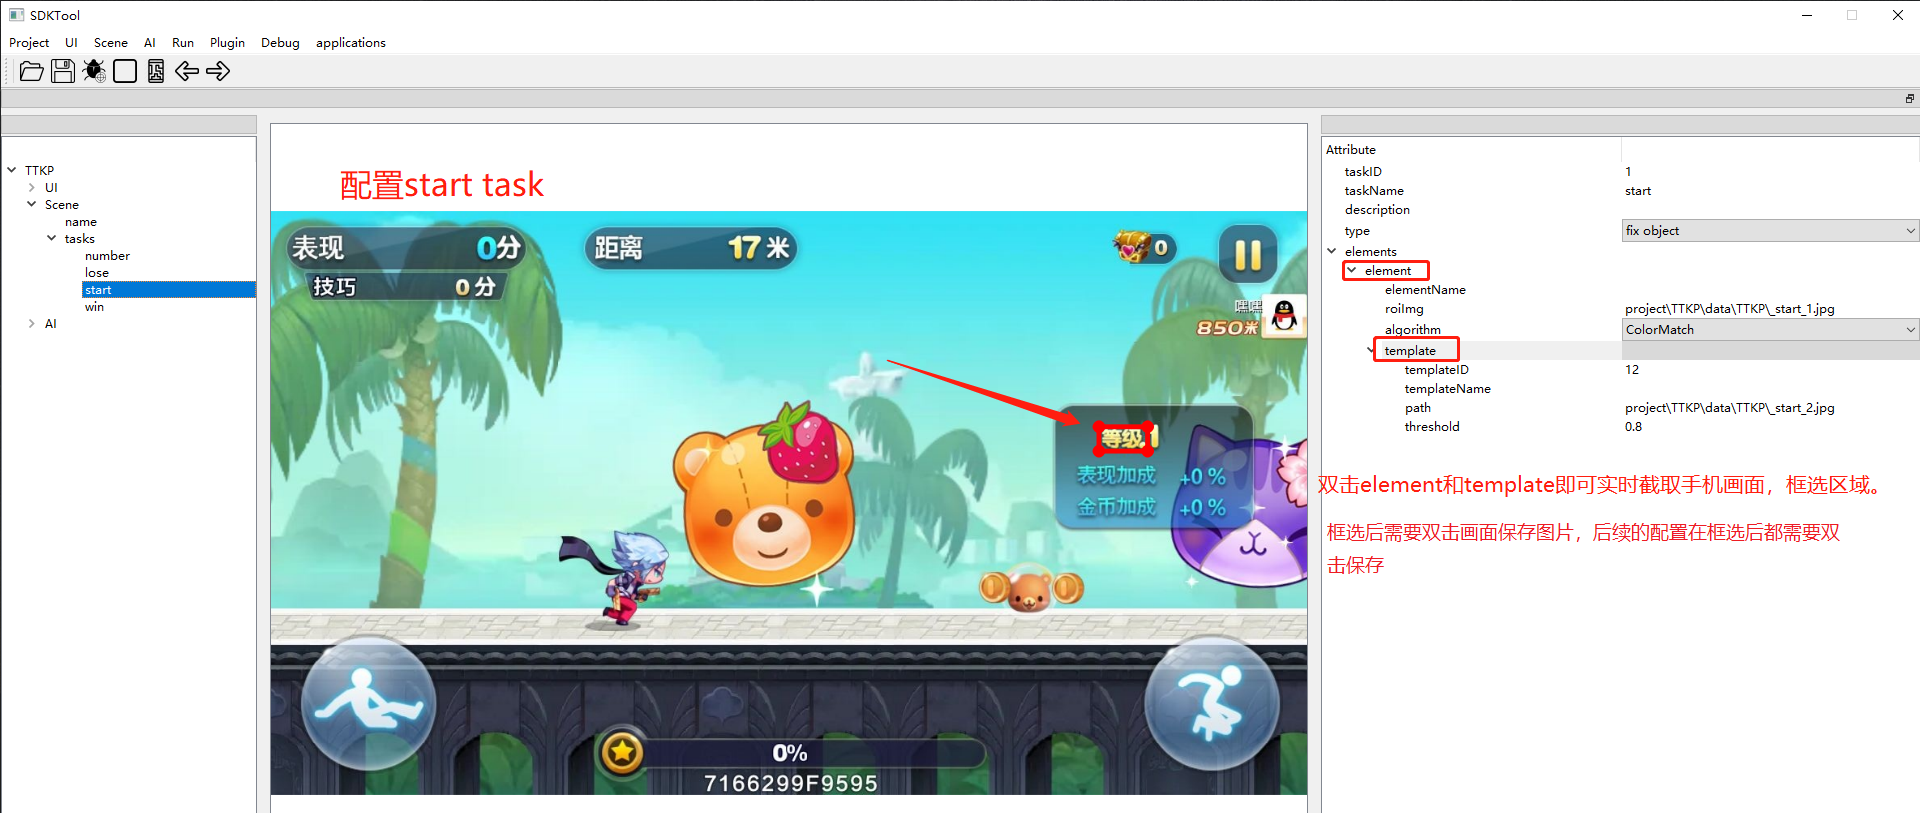 SDKTool
Project UI Scene AI Run Plugin Debug applications
TTKP
UI
Scene
name
tasks
number
lose
start
win
AI
配置start task
表现 0分
技巧 0分
距离 17米
0
嘿嘿
850米
等级1
表现加成 +0%
金币加成 +0%
0%
7166299F9595
Attribute
taskID 1
taskName start
description
type fix object
elements
element
elementName
roiImg project\TTKP\data\TTKP\_start_1.jpg
algorithm ColorMatch
template
templateID 12
templateName
path project\TTKP\data\TTKP\_start_2.jpg
threshold 0.8
双击element和template即可实时截取手机画面，框选区域。
框选后需要双击画面保存图片，后续的配置在框选后都需要双
击保存